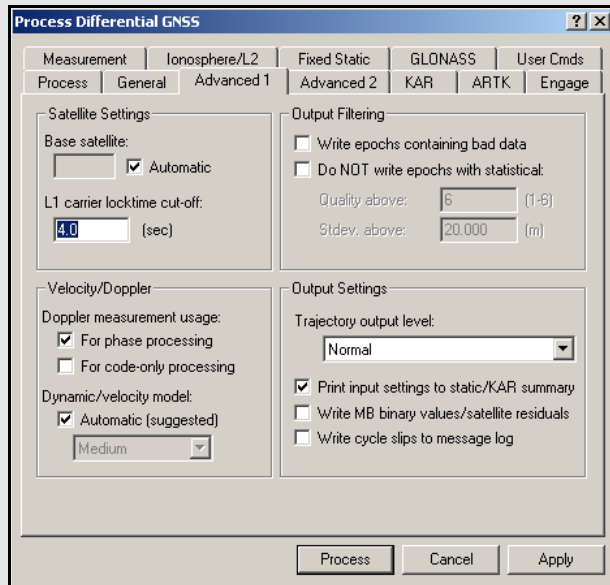 Process Differential GNSS
Measurement Ionosphere/L2 Fixed Static GLONASS User Cmds
Process General Advanced 1 Advanced 2 KAR ARTK Engage
Satellite Settings
Base satellite:
Automatic
L1 carrier locktime cut-off:
4.0 (sec)
Output Filtering
Write epochs containing bad data
Do NOT write epochs with statistical:
Quality above: 6 (1-6)
Stdev. above: 20.000 (m)
Velocity/Doppler
Doppler measurement usage:
For phase processing
For code-only processing
Dynamic/velocity model:
Automatic (suggested)
Medium
Output Settings
Trajectory output level:
Normal
Print input settings to static/KAR summary
Write MB binary values/satellite residuals
Write cycle slips to message log
Process Cancel Apply